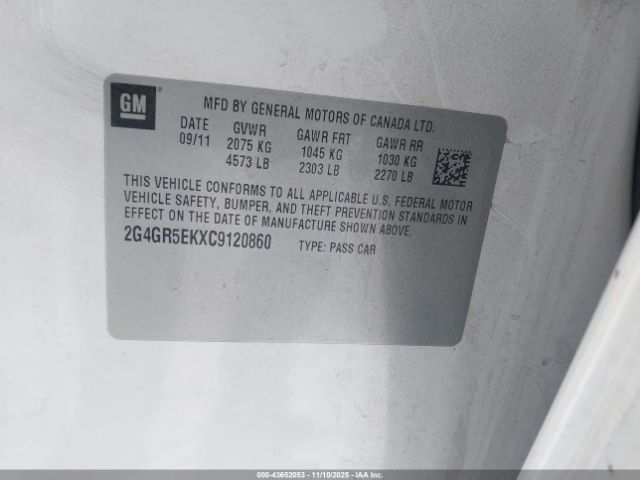 GM ®
MFD BY GENERAL MOTORS OF CANADA LTD.
DATE GVWR GAWR FRT GAWR RR
09/11 2075 KG 1045 KG 1030 KG
4573 LB 2303 LB 2270 LB
THIS VEHICLE CONFORMS TO ALL APPLICABLE U.S. FEDERAL MOTOR
VEHICLE SAFETY, BUMPER, AND THEFT PREVENTION STANDARDS IN
EFFECT ON THE DATE OF MANUFACTURE SHOWN ABOVE.
2G4GR5EKXC9120860 TYPE: PASS CAR
000-43652053 - 11/10/2025 - IAAI Inc. Copyright